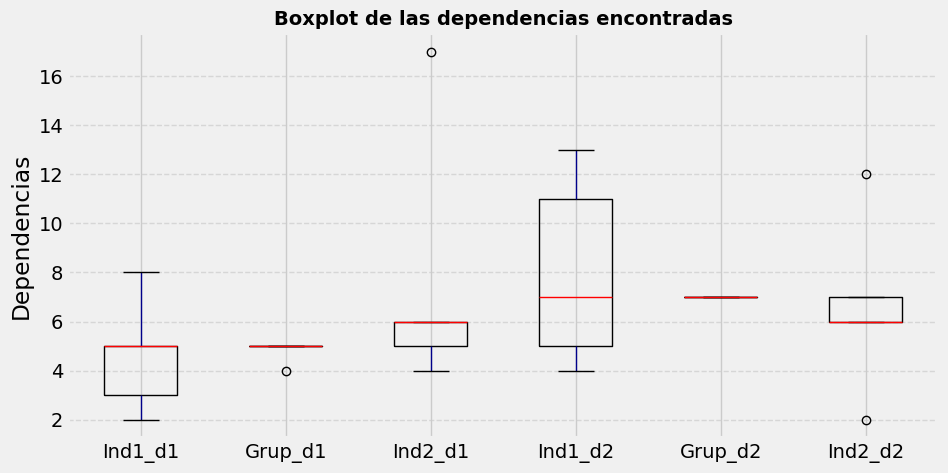 Boxplot de las dependencias encontradas
Dependencias
16
14
12
10
8
6
4
2
Ind1_d1 Grup_d1 Ind2_d1 Ind1_d2 Grup_d2 Ind2_d2